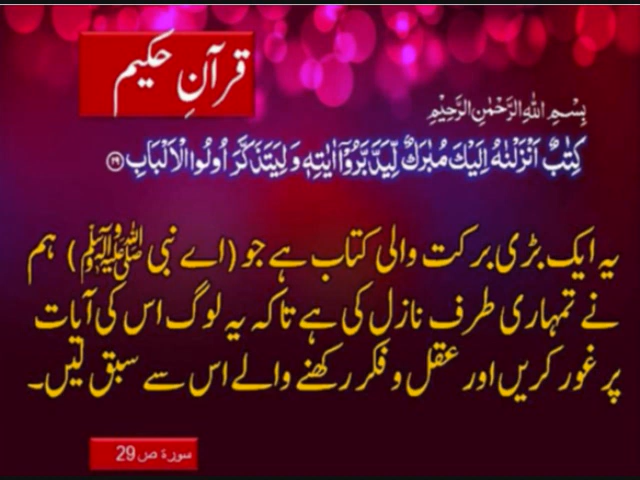 قرآنِ حکیم
بِسْمِ اللهِ الرَّحْمٰنِ الرَّحِيْمِ
كِتٰبٌ اَنْزَلْنٰهُ اِلَيْكَ مُبٰرَكٌ لِّيَدَّبَّرُوْۤا اٰيٰتِهٖ وَ لِيَتَذَكَّرَ اُولُوا الْاَلْبَابِ ۝۲۹
یہ ایک بڑی برکت والی کتاب ہے جو (اے نبی ﷺ) ہم
نے تمہاری طرف نازل کی ہے تاکہ یہ لوگ اس کی آیات
پر غور کریں اور عقل و فکر رکھنے والے اس سے سبق لیں۔
سورۃ ص 29